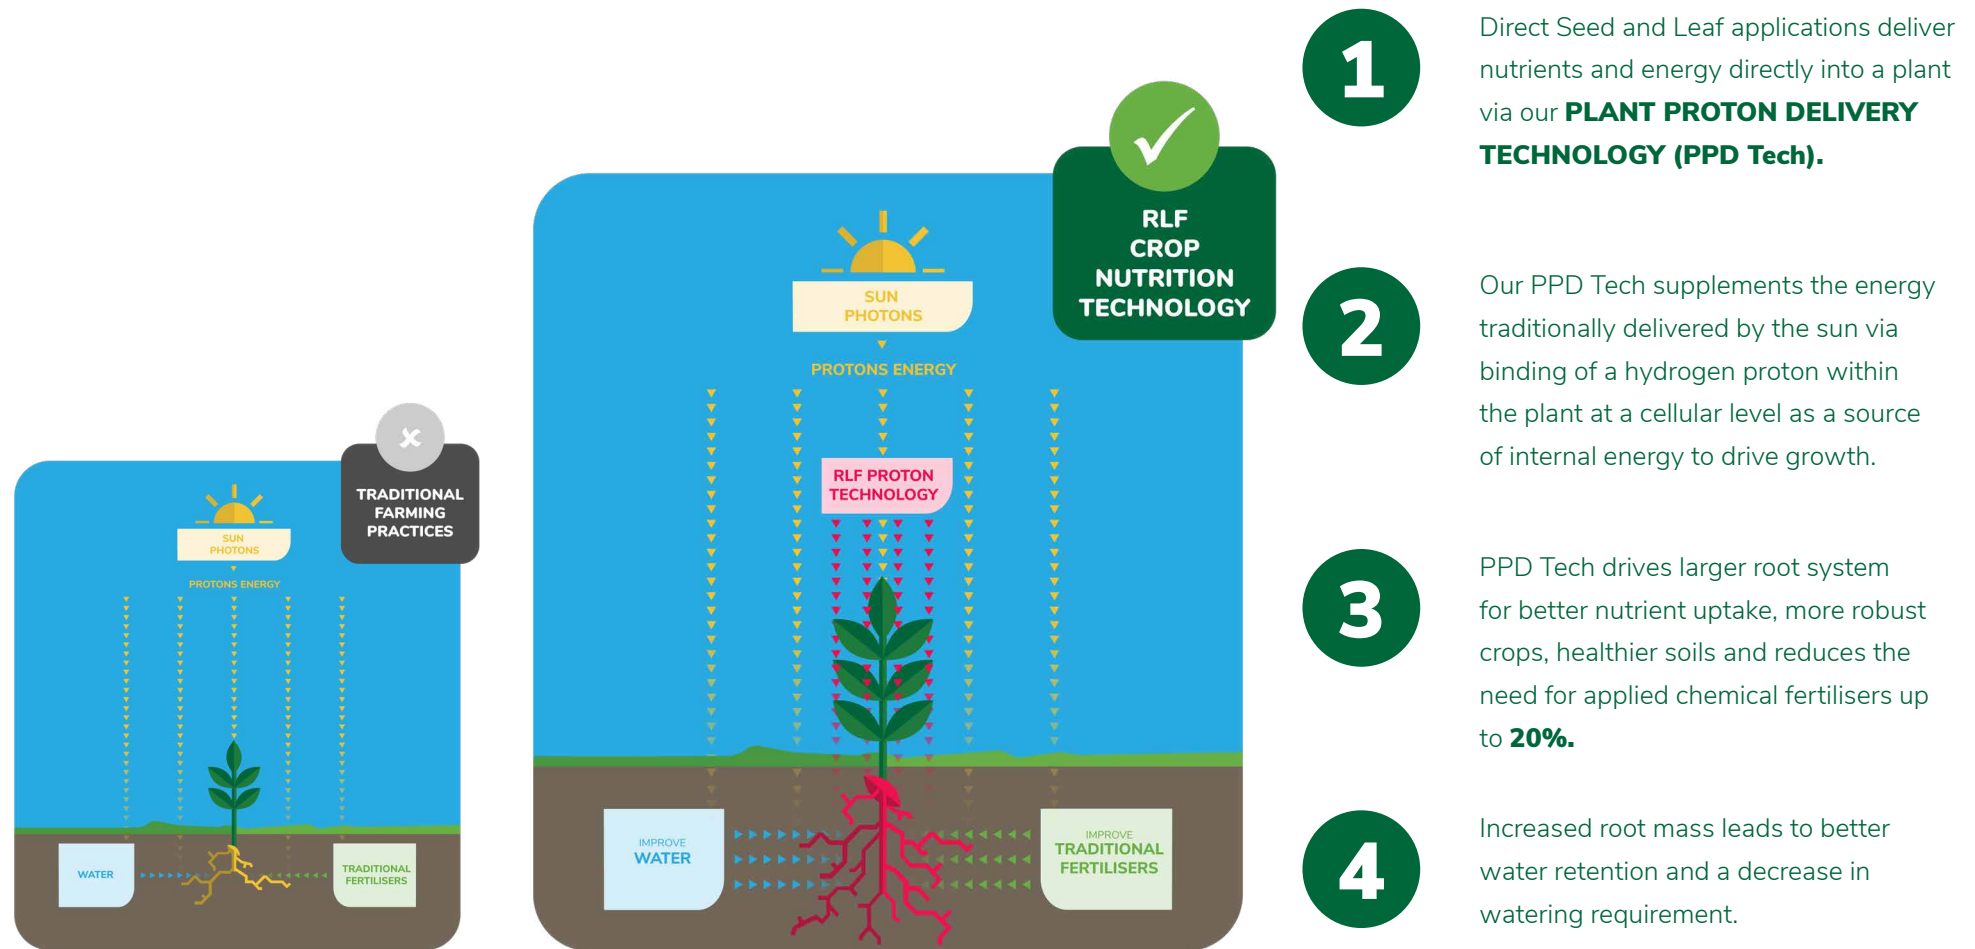 TRADITIONAL
FARMING
PRACTICES
SUN
PHOTONS
PROTONS ENERGY
WATER
TRADITIONAL
FERTILISERS
RLF
CROP
NUTRITION
TECHNOLOGY
SUN
PHOTONS
PROTONS ENERGY
RLF PROTON
TECHNOLOGY
IMPROVE
WATER
IMPROVE
TRADITIONAL
FERTILISERS
1
Direct Seed and Leaf applications deliver
nutrients and energy directly into a plant
via our PLANT PROTON DELIVERY
TECHNOLOGY (PPD Tech).
2
Our PPD Tech supplements the energy
traditionally delivered by the sun via
binding of a hydrogen proton within
the plant at a cellular level as a source
of internal energy to drive growth.
3
PPD Tech drives larger root system
for better nutrient uptake, more robust
crops, healthier soils and reduces the
need for applied chemical fertilisers up
to 20%.
4
Increased root mass leads to better
water retention and a decrease in
watering requirement.